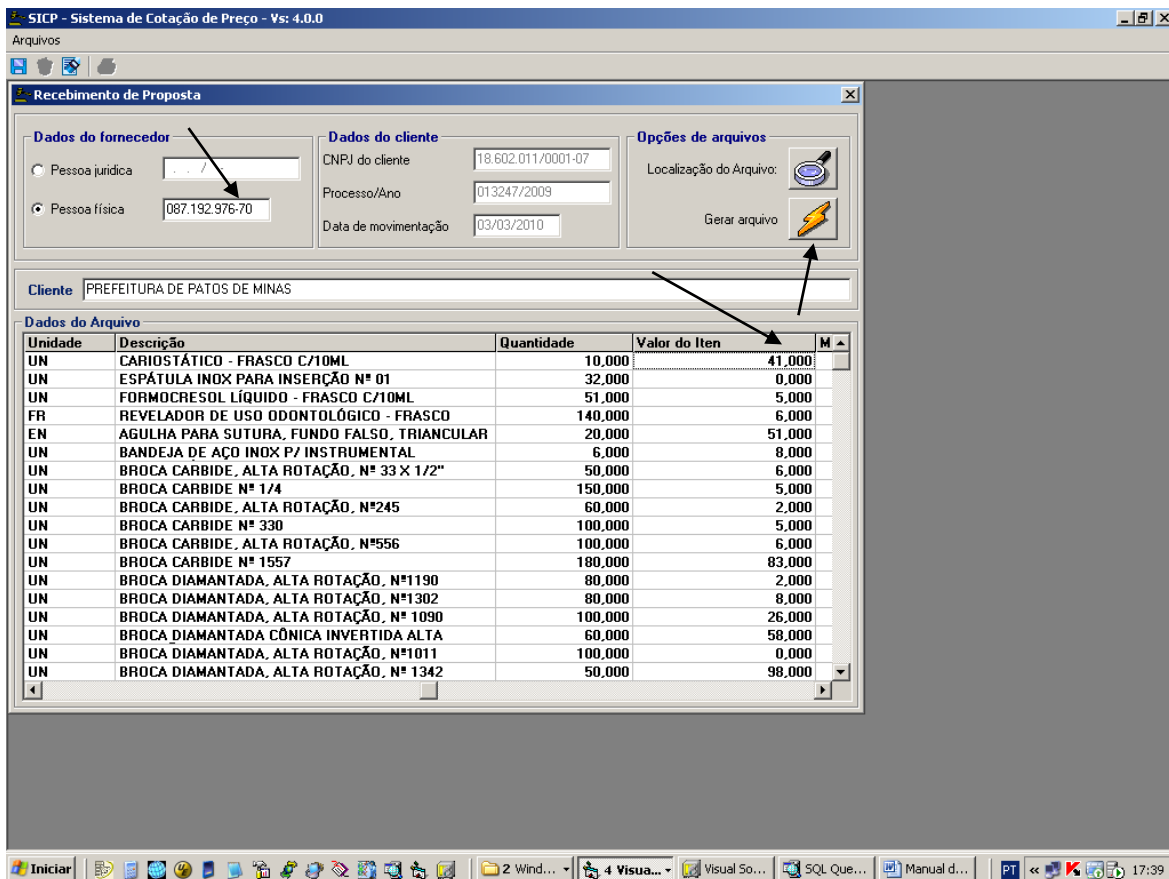 SICP - Sistema de Cotação de Preço - Vs: 4.0.0
Arquivos
Recebimento de Proposta
Dados do fornecedor
Pessoa juridica . . /
Pessoa física 087.192.976-70
Dados do cliente
CNPJ do cliente 18.602.011/0001-07
Processo/Ano 013247/2009
Data de movimentação 03/03/2010
Opções de arquivos
Localização do Arquivo:
Gerar arquivo
Cliente PREFEITURA DE PATOS DE MINAS
Dados do Arquivo
Unidade Descrição Quantidade Valor do Iten M
UN CARIOSTÁTICO - FRASCO C/10ML 10,000 41,000
UN ESPÁTULA INOX PARA INSERÇÃO Nº 01 32,000 0,000
UN FORMOCRESOL LÍQUIDO - FRASCO C/10ML 51,000 5,000
FR REVELADOR DE USO ODONTOLÓGICO - FRASCO 140,000 6,000
EN AGULHA PARA SUTURA, FUNDO FALSO, TRIANCULAR 20,000 51,000
UN BANDEJA DE AÇO INOX P/ INSTRUMENTAL 6,000 8,000
UN BROCA CARBIDE, ALTA ROTAÇÃO, Nº 33 X 1/2" 50,000 6,000
UN BROCA CARBIDE Nº 1/4 150,000 5,000
UN BROCA CARBIDE, ALTA ROTAÇÃO, Nº245 60,000 2,000
UN BROCA CARBIDE Nº 330 100,000 5,000
UN BROCA CARBIDE, ALTA ROTAÇÃO, Nº556 100,000 6,000
UN BROCA CARBIDE Nº 1557 180,000 83,000
UN BROCA DIAMANTADA, ALTA ROTAÇÃO, Nº1190 80,000 2,000
UN BROCA DIAMANTADA, ALTA ROTAÇÃO, Nº1302 80,000 8,000
UN BROCA DIAMANTADA, ALTA ROTAÇÃO, Nº 1090 100,000 26,000
UN BROCA DIAMANTADA CÔNICA INVERTIDA ALTA 60,000 58,000
UN BROCA DIAMANTADA, ALTA ROTAÇÃO, Nº1011 100,000 0,000
UN BROCA DIAMANTADA, ALTA ROTAÇÃO, Nº 1342 50,000 98,000
Iniciar 2 Wind... 4 Visua... Visual So... SQL Que... Manual d... PT « 17:39